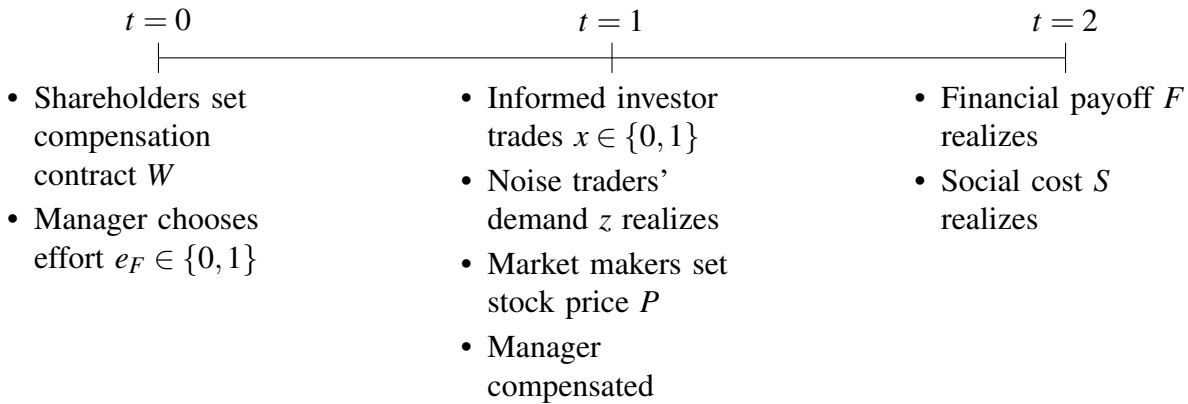 t = 0
t = 1
t = 2
• Shareholders set
compensation
contract W
• Manager chooses
effort e_F ∈ {0, 1}
• Informed investor
trades x ∈ {0, 1}
• Noise traders'
demand z realizes
• Market makers set
stock price P
• Manager
compensated
• Financial payoff F
realizes
• Social cost S
realizes